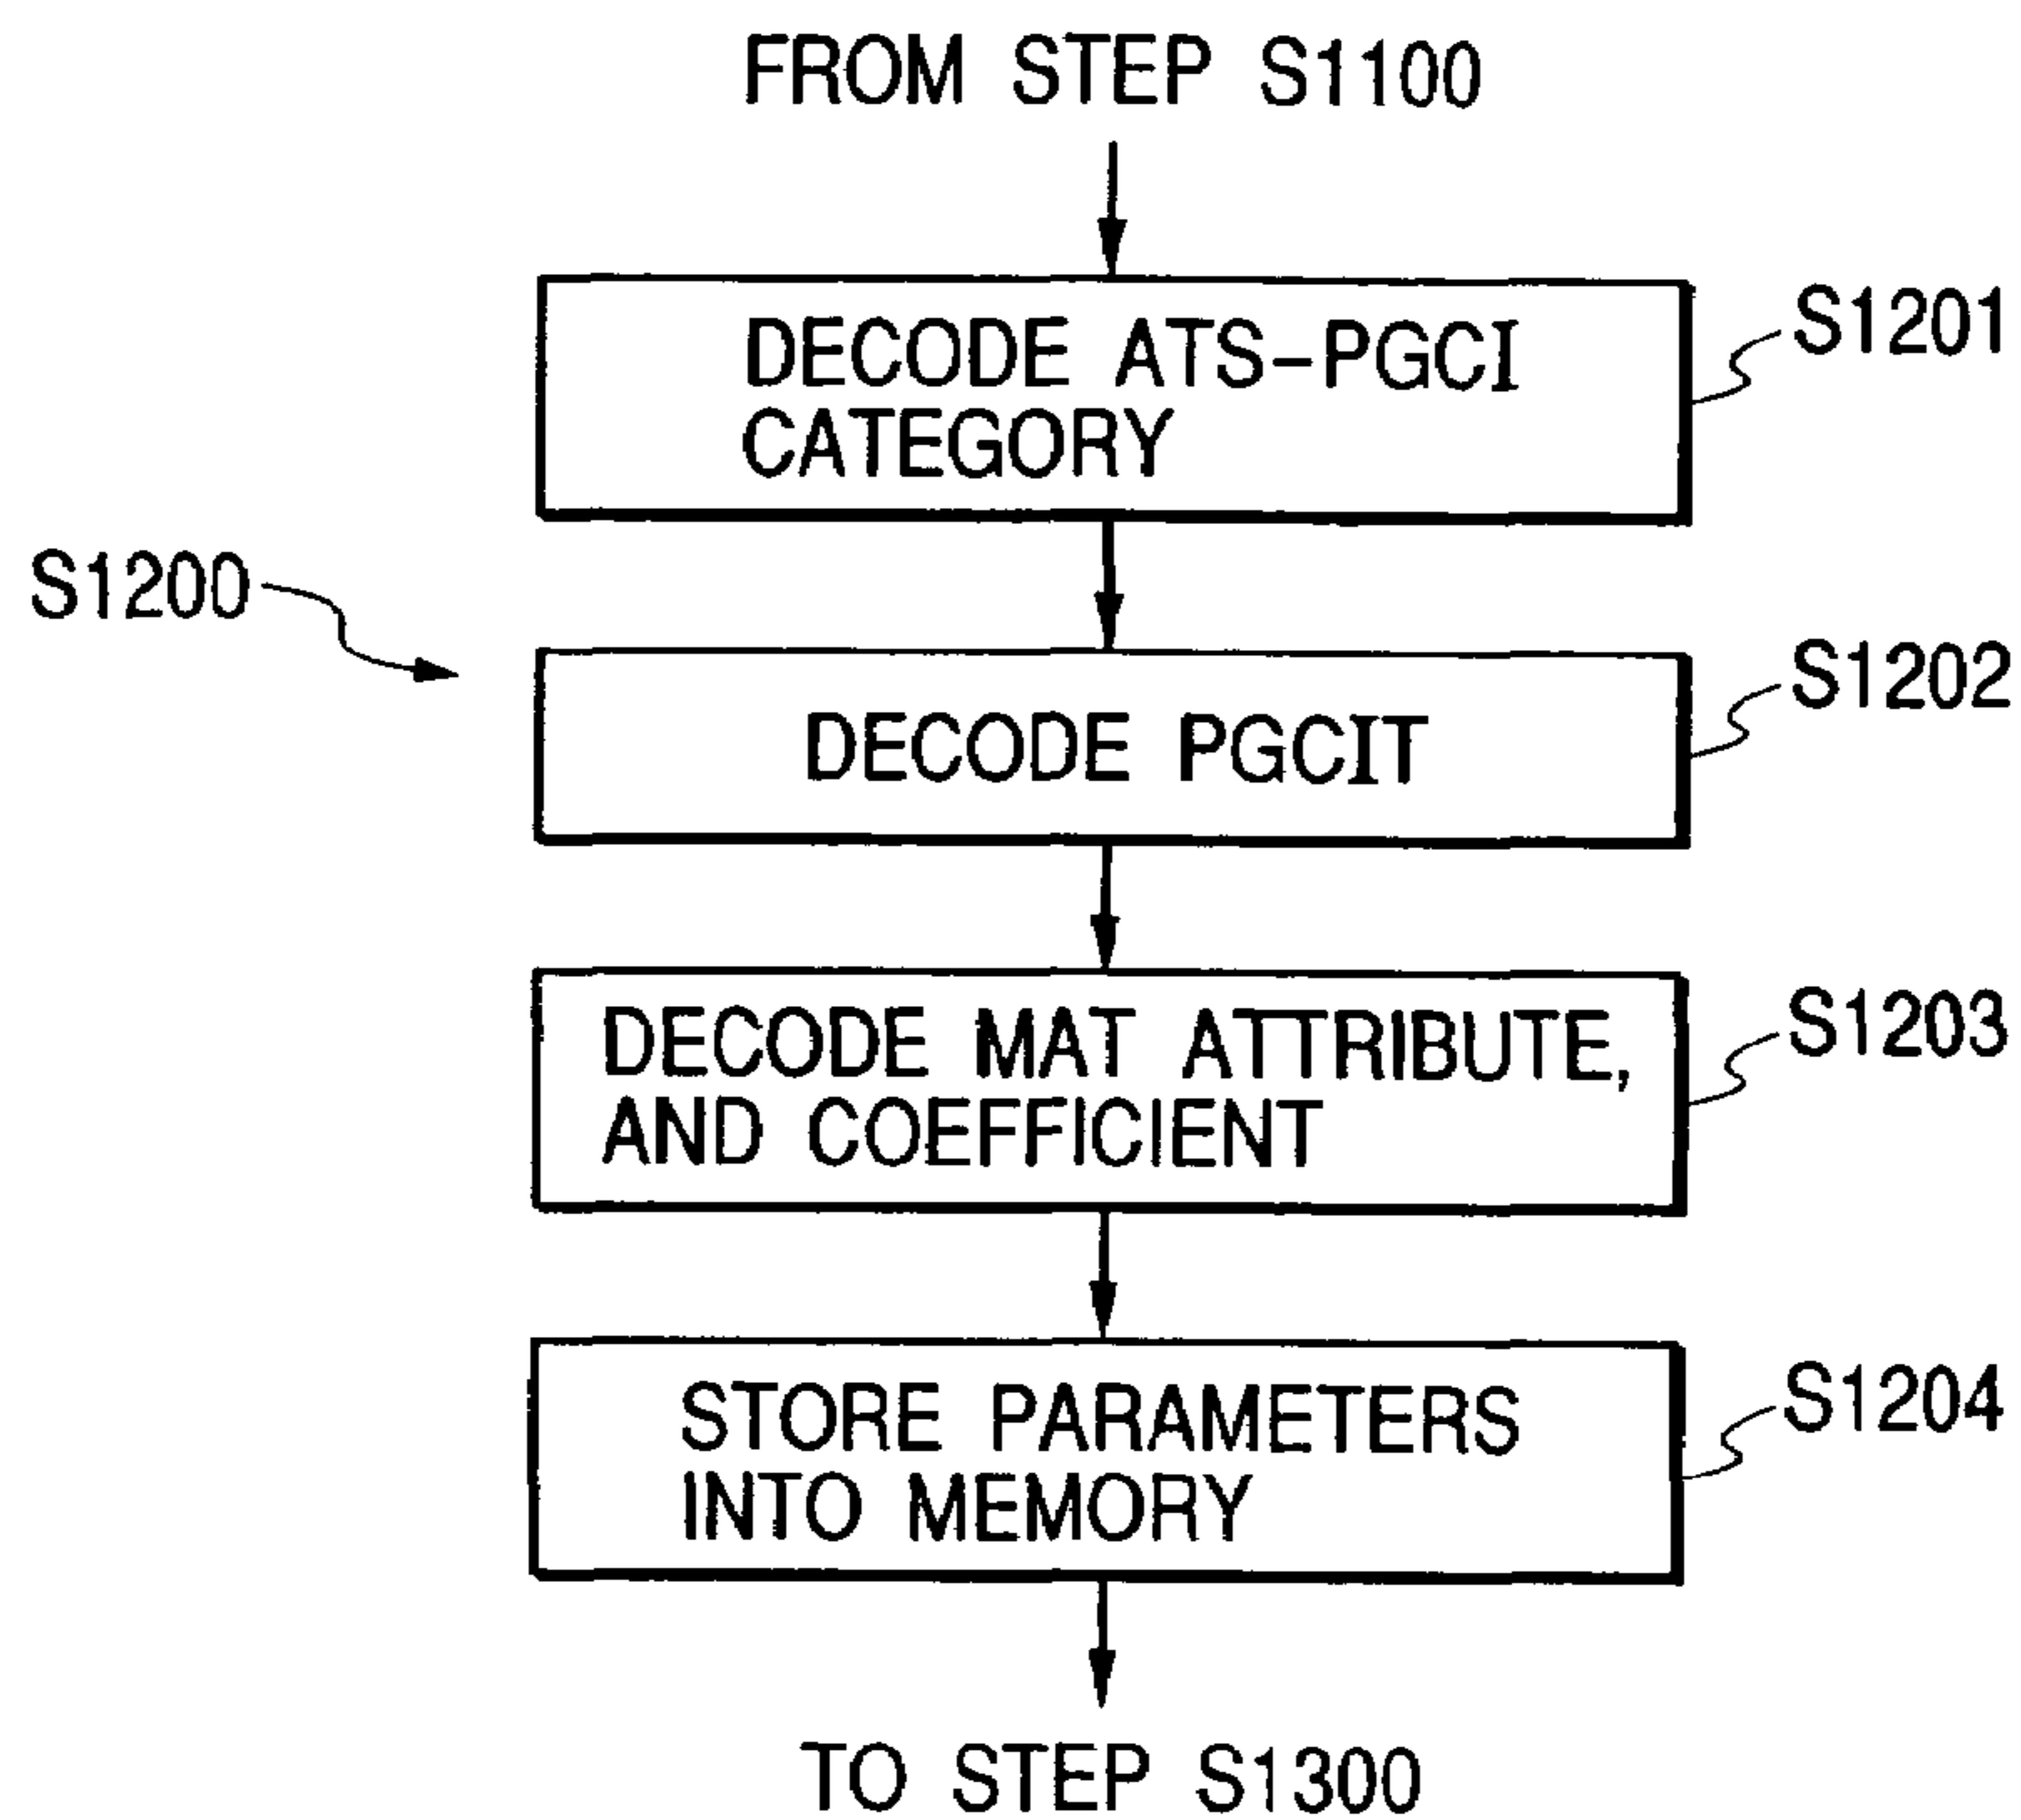 FROM STEP S1100
DECODE ATS-PGCI
CATEGORY
S1201
S1200
DECODE PGCIT
S1202
DECODE MAT ATTRIBUTE,
AND COEFFICIENT
S1203
STORE PARAMETERS
INTO MEMORY
S1204
TO STEP S1300